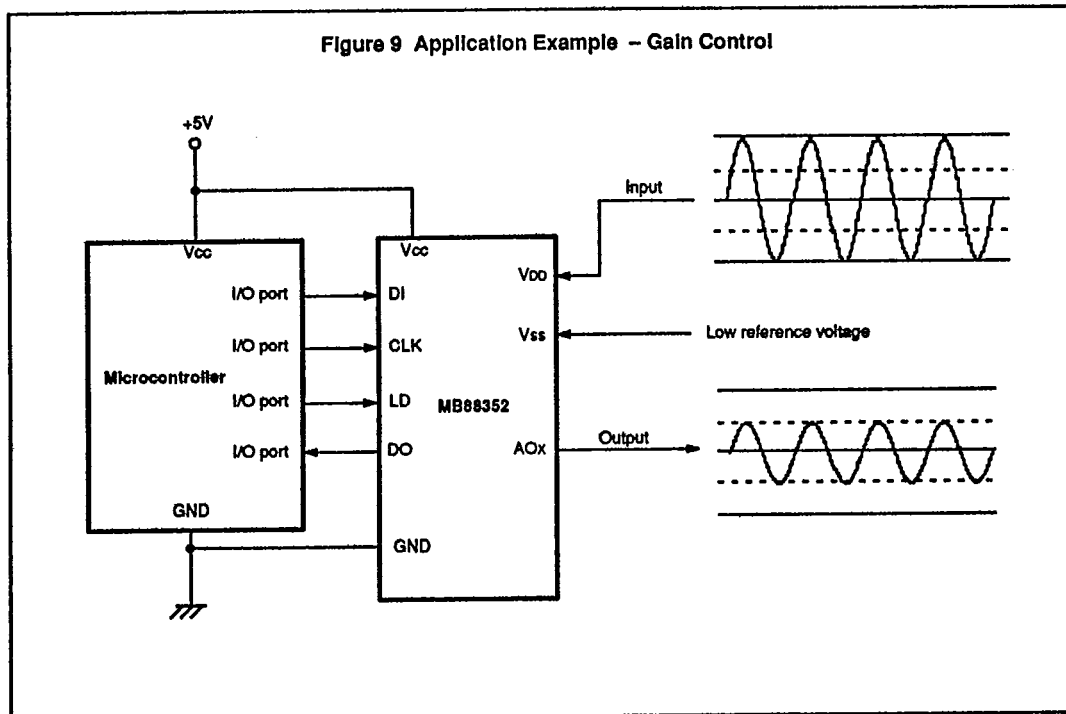 Figure 9 Application Example – Gain Control
+5V
Vcc
Vcc
Input
VDD
I/O port
DI
VSS
Low reference voltage
I/O port
CLK
Microcontroller
I/O port
LD
MB88352
I/O port
DO
AOx
Output
GND
GND